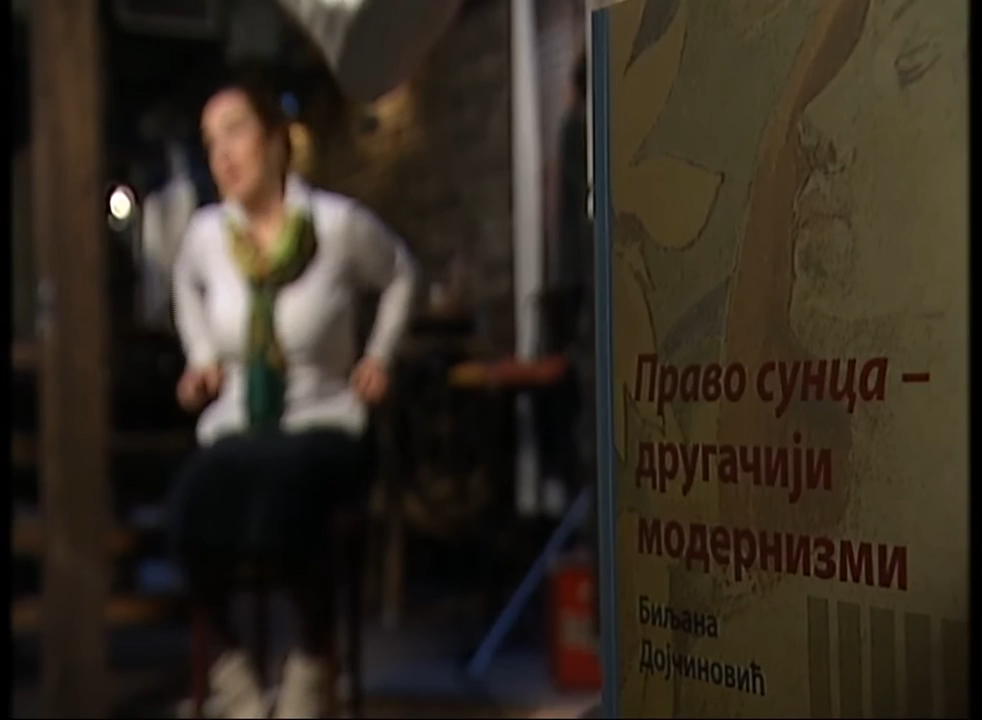 Право сунца –
другачији
модернизми
Биљана
Дојчиновић